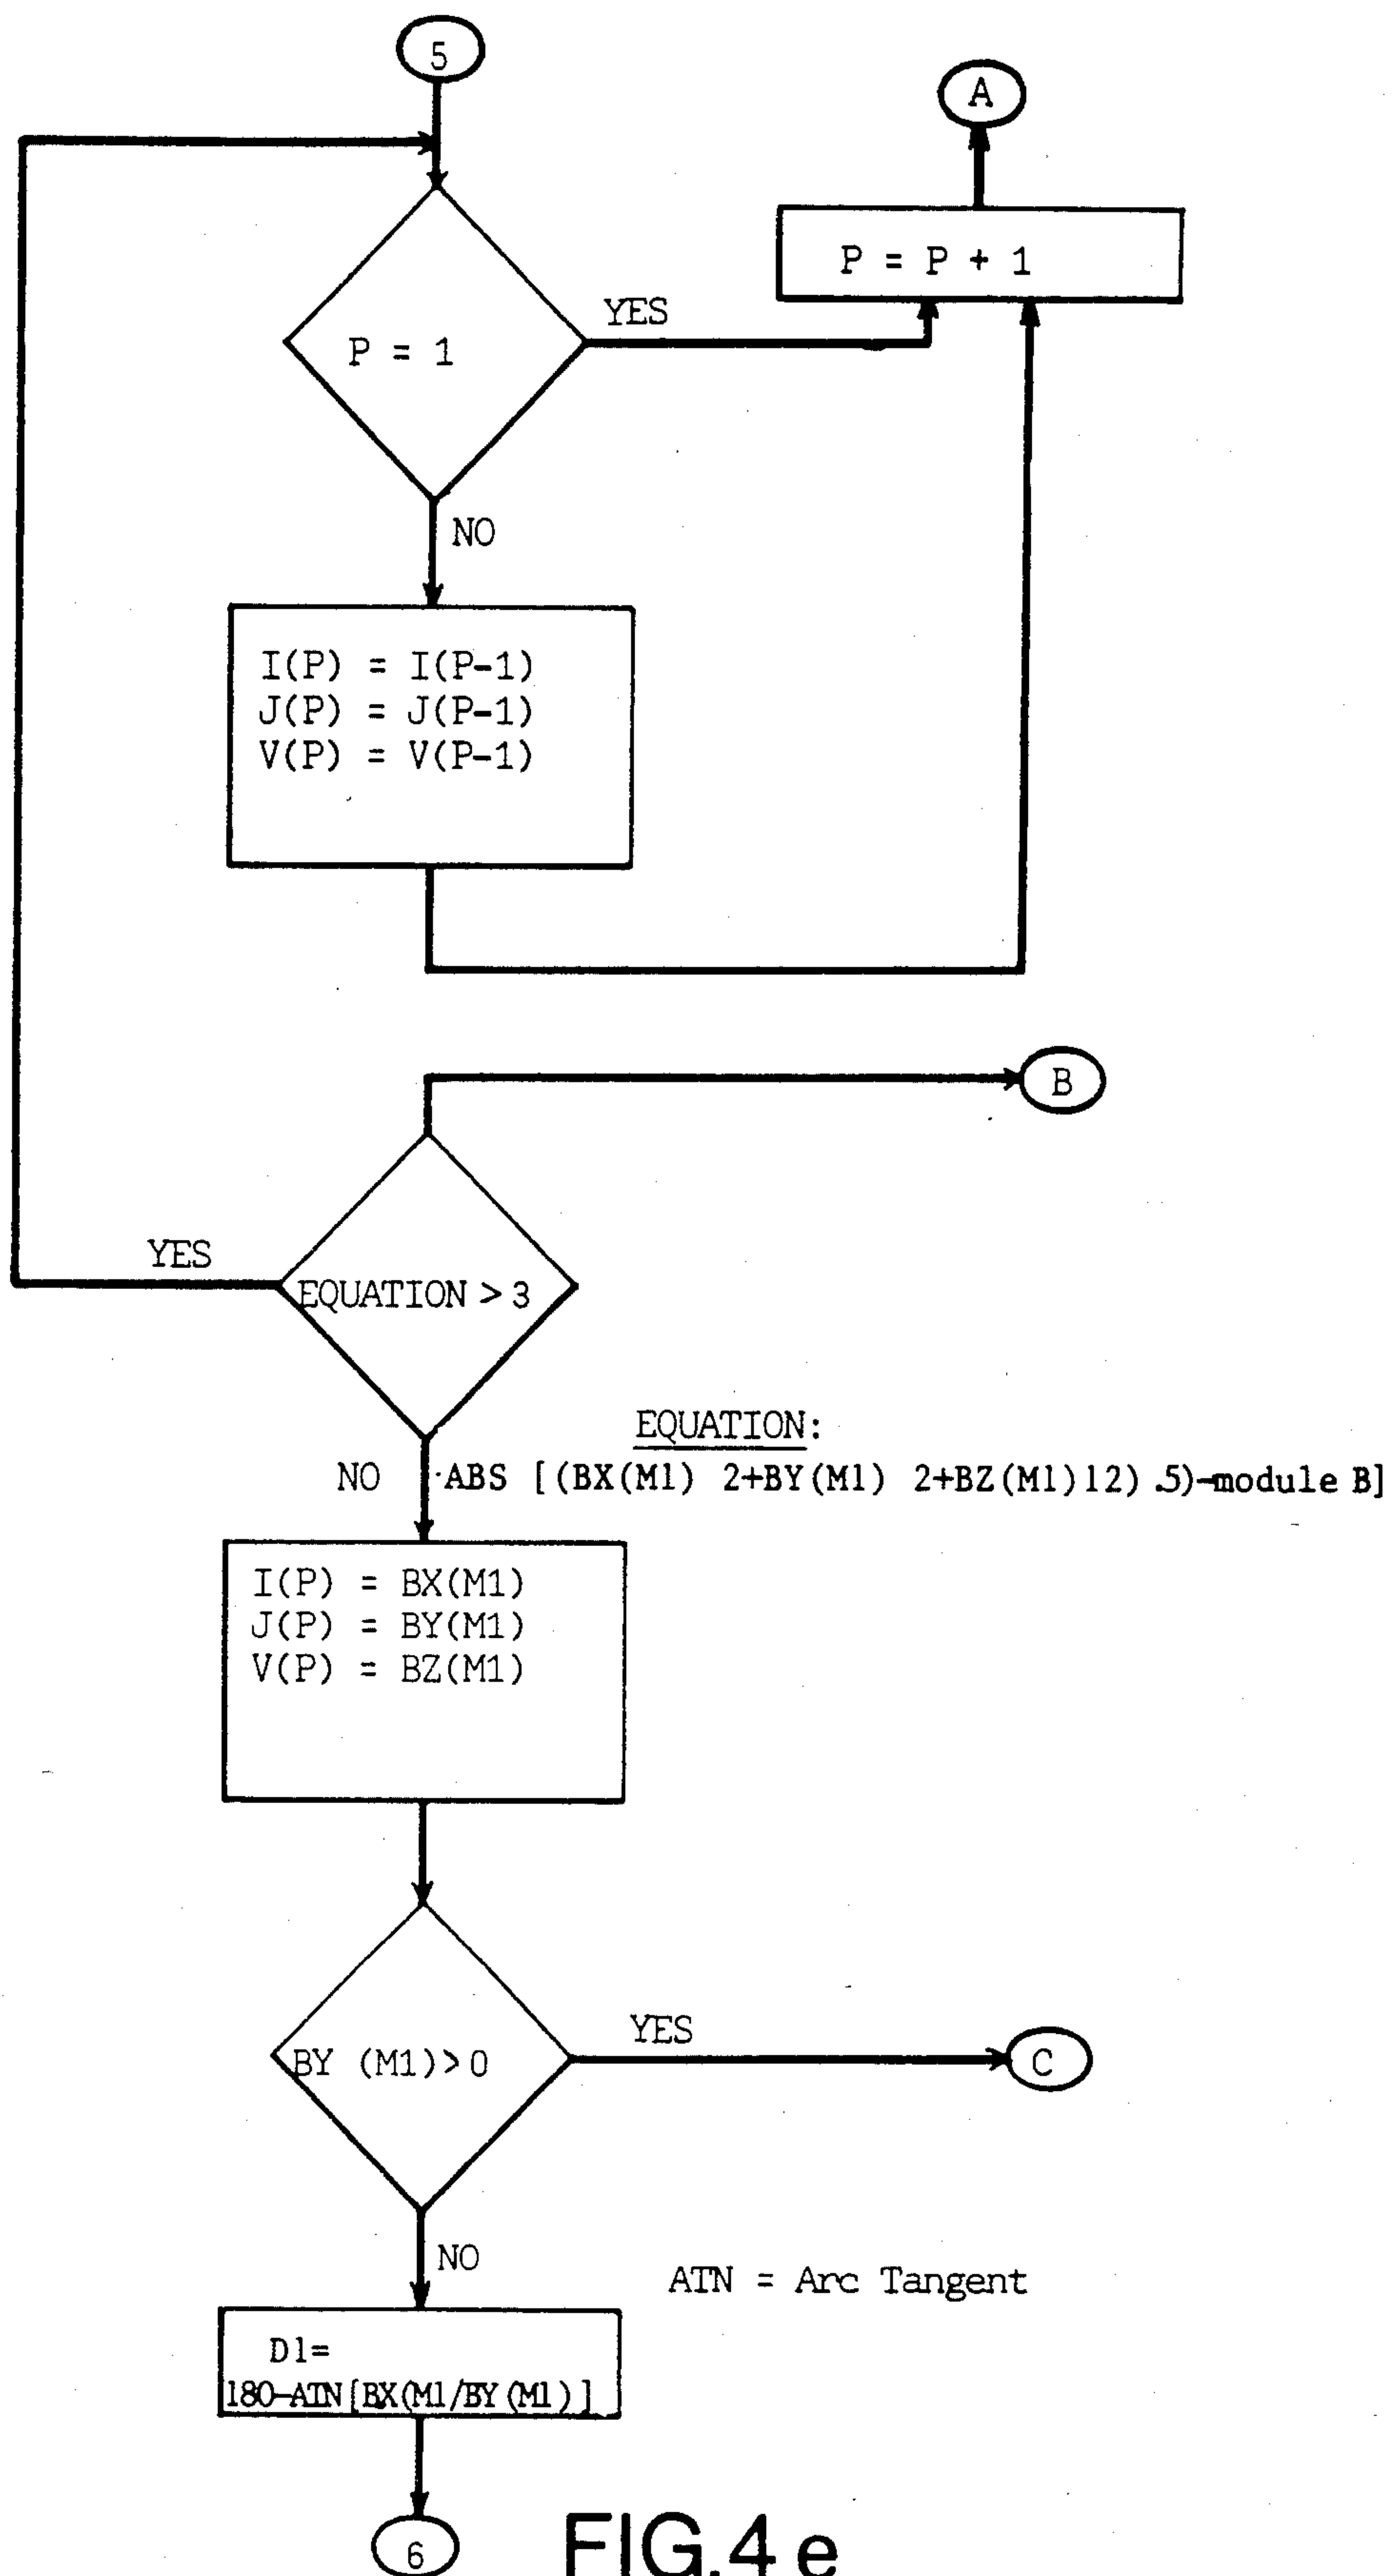 5
A
P = P + 1
YES
P = 1
NO
I(P) = I(P-1)
J(P) = J(P-1)
V(P) = V(P-1)
B
YES
EQUATION > 3
EQUATION:
NO
ABS [(BX(M1) 2+BY(M1) 2+BZ(M1)12) .5)-module B]
I(P) = BX(M1)
J(P) = BY(M1)
V(P) = BZ(M1)
YES
BY (M1)>0
C
NO
ATN = Arc Tangent
D1=
180-ATN[BX(M1/BY(M1)]
6
FIG.4 e